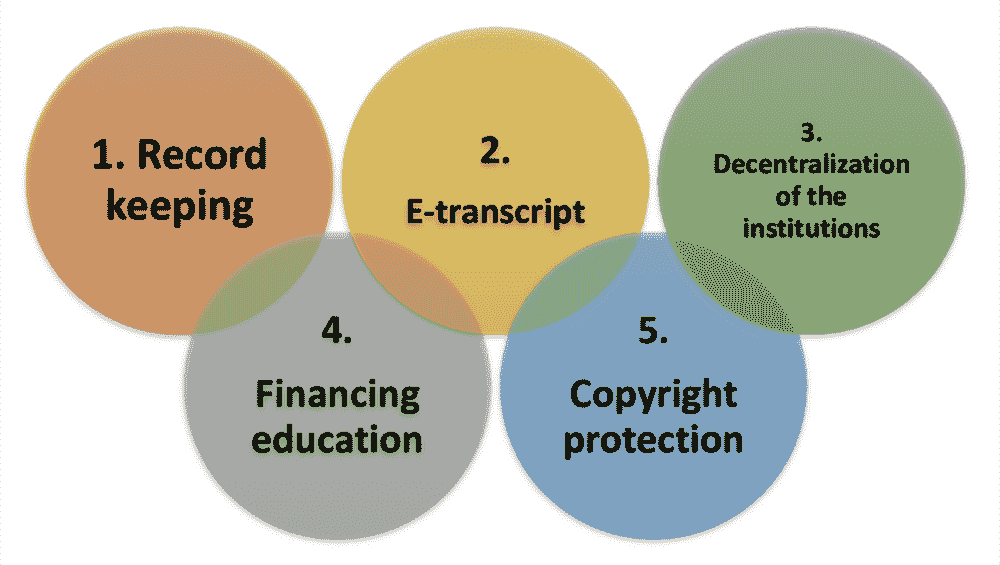 1. Record
keeping
2.
E-transcript
3.
Decentralization
of the
institutions
4.
Financing
education
5.
Copyright
protection